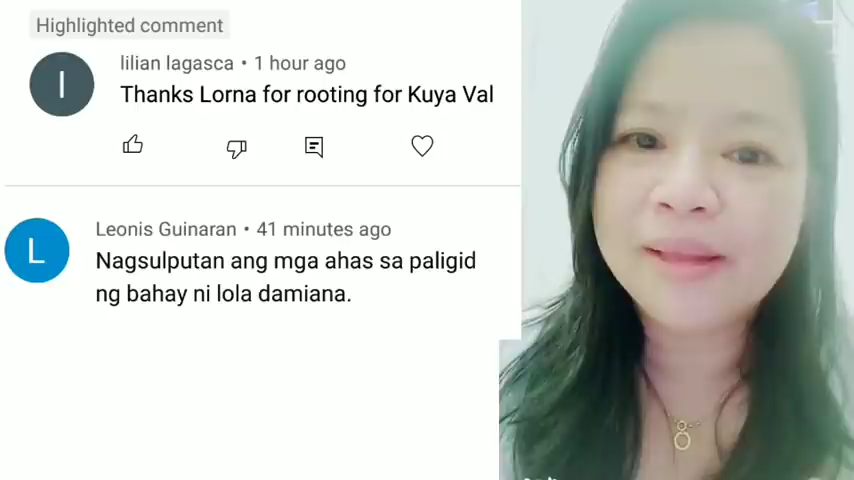 Highlighted comment
lilian lagasca • 1 hour ago
Thanks Lorna for rooting for Kuya Val
Leonis Guinaran • 41 minutes ago
Nagsulputan ang mga ahas sa paligid
ng bahay ni lola damiana.